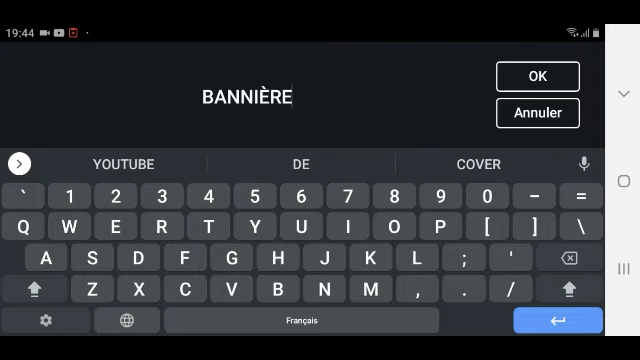 19:44
BANNIÈRE
OK
Annuler
YOUTUBE DE COVER
` 1 2 3 4 5 6 7 8 9 0 - =
Q W E R T Y U I O P [ ] \
A S D F G H J K L ; '
Z X C V B N M , . /
Français